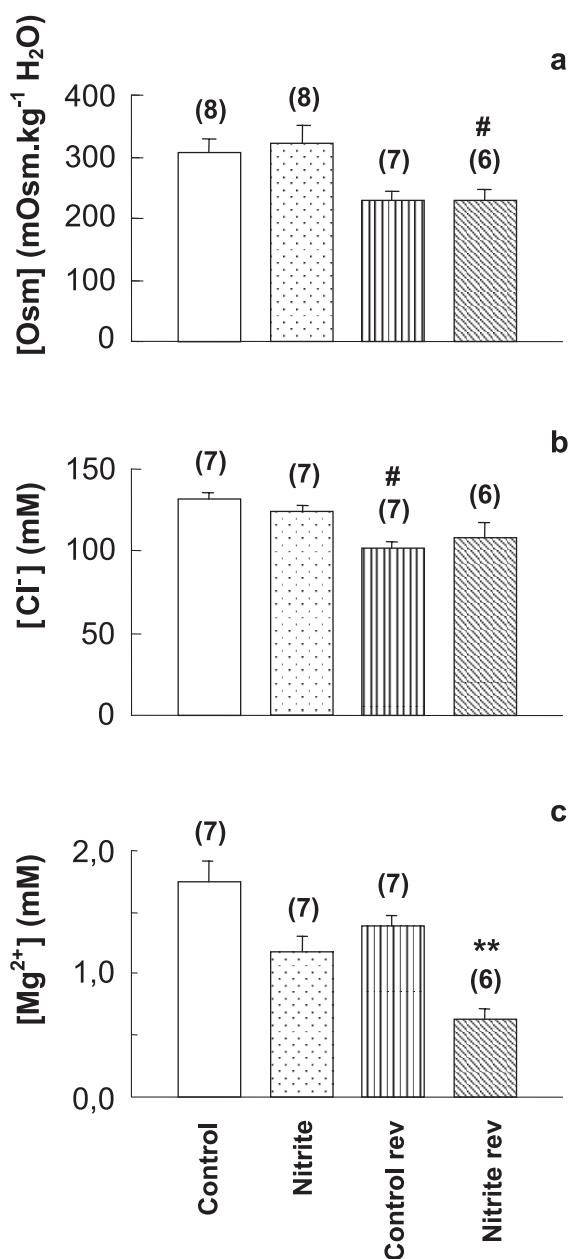 a
[Osm] (mOsm.kg⁻¹ H₂O)
400
300
200
100
0
(8)
(8)
(7)
#
(6)
b
[Cl⁻] (mM)
150
100
50
0
(7)
(7)
#
(7)
(6)
c
[Mg²⁺] (mM)
2,0
1,0
0,0
(7)
(7)
(7)
**
(6)
Control
Nitrite
Control rev
Nitrite rev